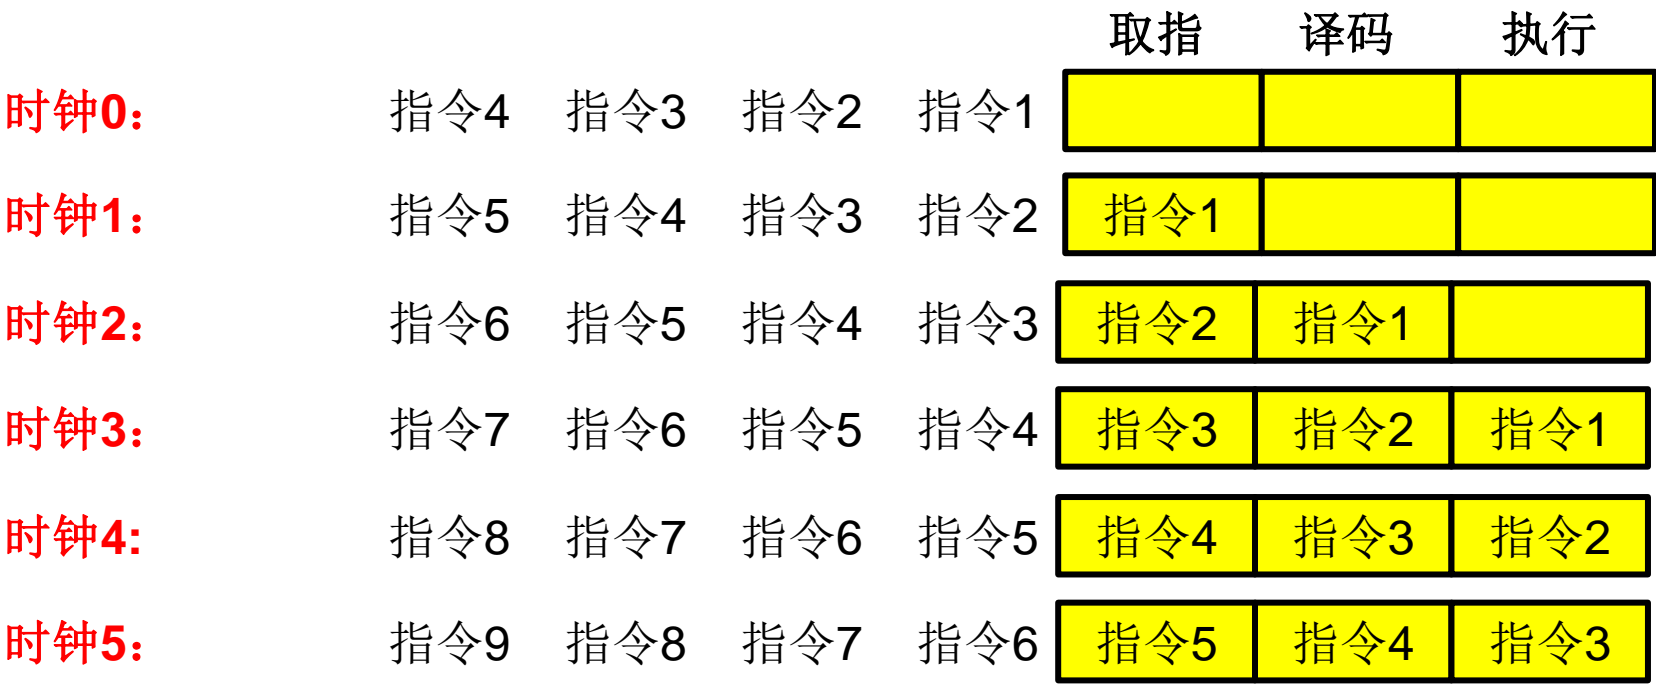 取指 译码 执行
时钟0： 指令4 指令3 指令2 指令1
时钟1： 指令5 指令4 指令3 指令2 指令1
时钟2： 指令6 指令5 指令4 指令3 指令2 指令1
时钟3： 指令7 指令6 指令5 指令4 指令3 指令2 指令1
时钟4: 指令8 指令7 指令6 指令5 指令4 指令3 指令2
时钟5： 指令9 指令8 指令7 指令6 指令5 指令4 指令3